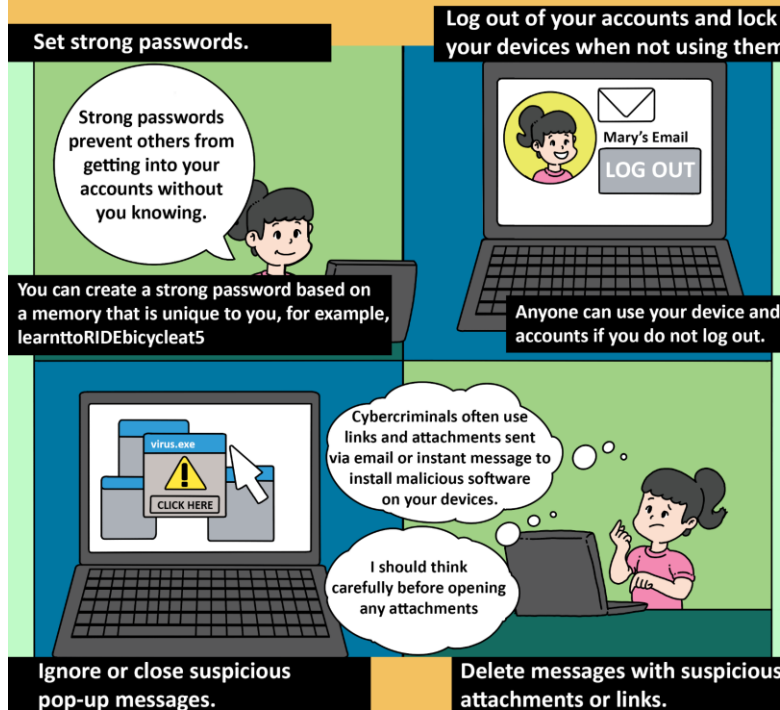 Set strong passwords.
Strong passwords
prevent others from
getting into your
accounts without
you knowing.
You can create a strong password based on
a memory that is unique to you, for example,
learnttoRIDEbicycleat5
Log out of your accounts and lock
your devices when not using them
Mary's Email
LOG OUT
Anyone can use your device and
accounts if you do not log out.
virus.exe
!
CLICK HERE
Ignore or close suspicious
pop-up messages.
Cybercriminals often use
links and attachments sent
via email or instant message to
install malicious software
on your devices.
I should think
carefully before opening
any attachments
Delete messages with suspicious
attachments or links.